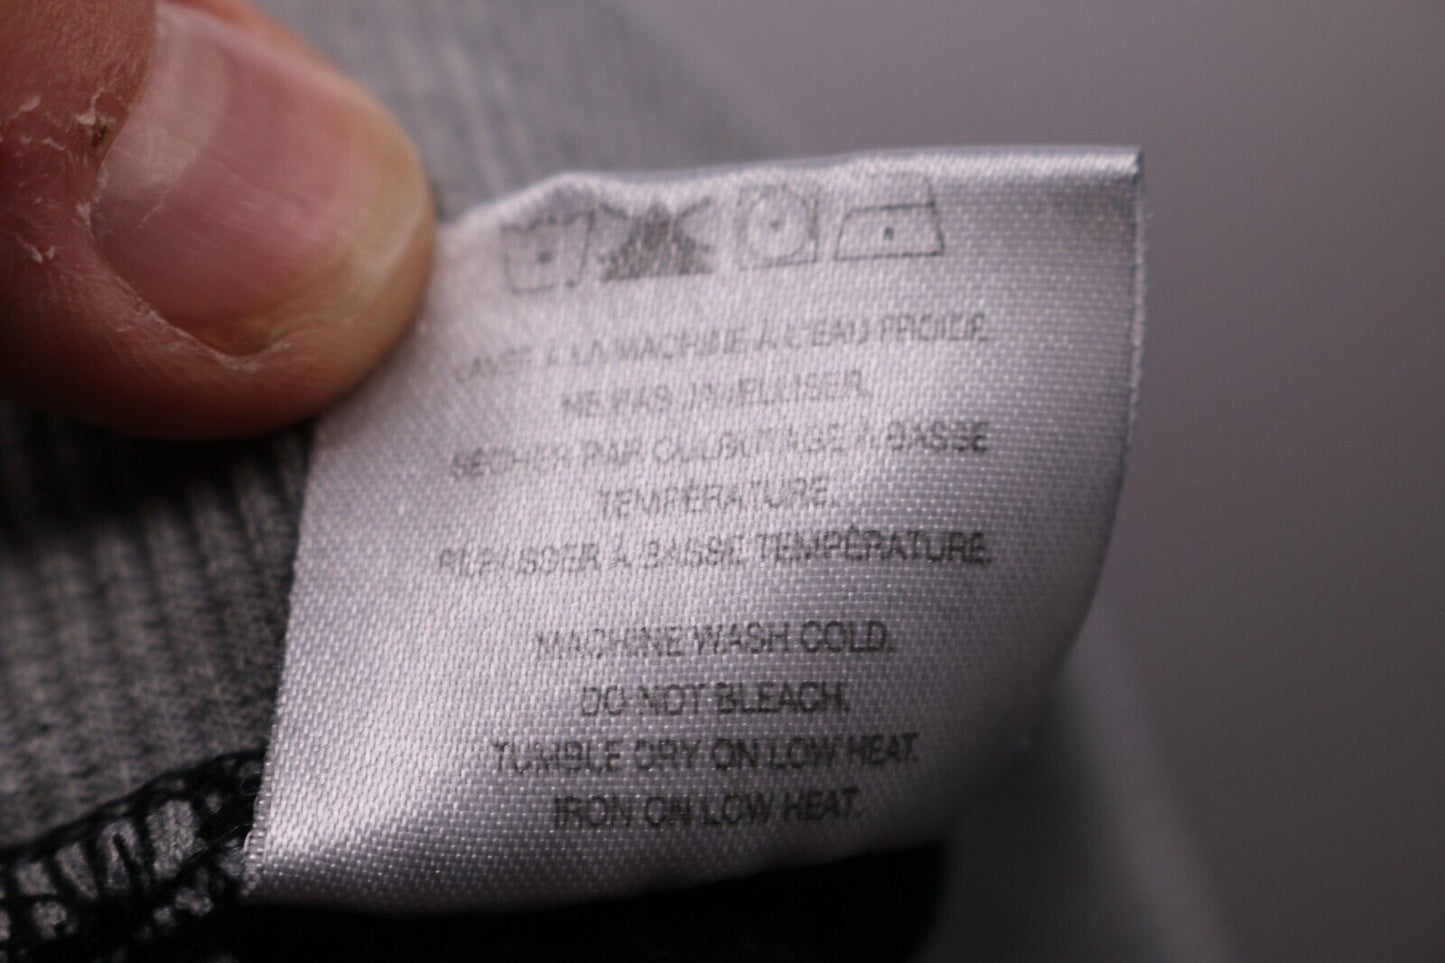 LAVER À LA MACHINE À L'EAU FROIDE.
NE PAS JAVELLISER.
SÉCHER PAR CULBUTAGE À BASSE
TEMPÉRATURE.
REPASSER À BASSE TEMPÉRATURE.
MACHINE WASH COLD.
DO NOT BLEACH.
TUMBLE DRY ON LOW HEAT.
IRON ON LOW HEAT.